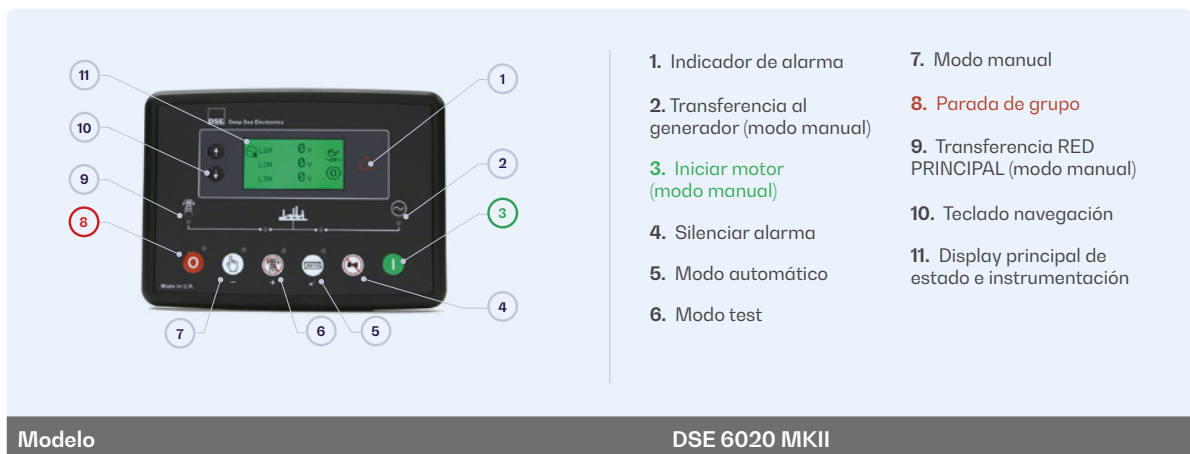 11
10
9
8
7
6
5
4
3
2
1
DSE Deep Sea Electronics
L1N 0 v
L2N 0 v
L3N 0 v
Made in U.K.
1. Indicador de alarma
2. Transferencia al
generador (modo manual)
3. Iniciar motor
(modo manual)
4. Silenciar alarma
5. Modo automático
6. Modo test
7. Modo manual
8. Parada de grupo
9. Transferencia RED
PRINCIPAL (modo manual)
10. Teclado navegación
11. Display principal de
estado e instrumentación
Modelo DSE 6020 MKII